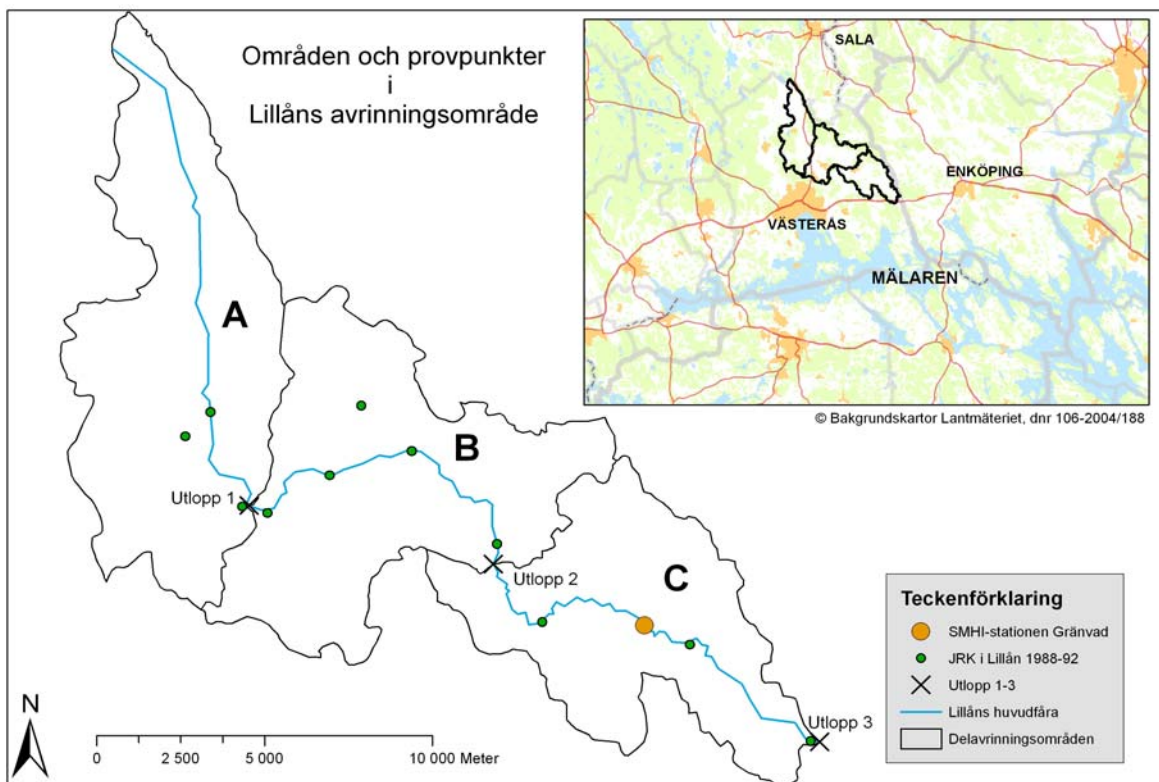 Områden och provpunkter
i
Lillåns avrinningsområde
SALA
ENKÖPING
VÄSTERÅS
MÄLAREN
© Bakgrundskartor Lantmäteriet, dnr 106-2004/188
A
B
Utlopp 1
Utlopp 2
C
Utlopp 3
Teckenförklaring
SMHI-stationen Gränvad
JRK i Lillån 1988-92
Utlopp 1-3
Lillåns huvudfåra
Delavrinningsområden
N
0 2 500 5 000 10 000 Meter